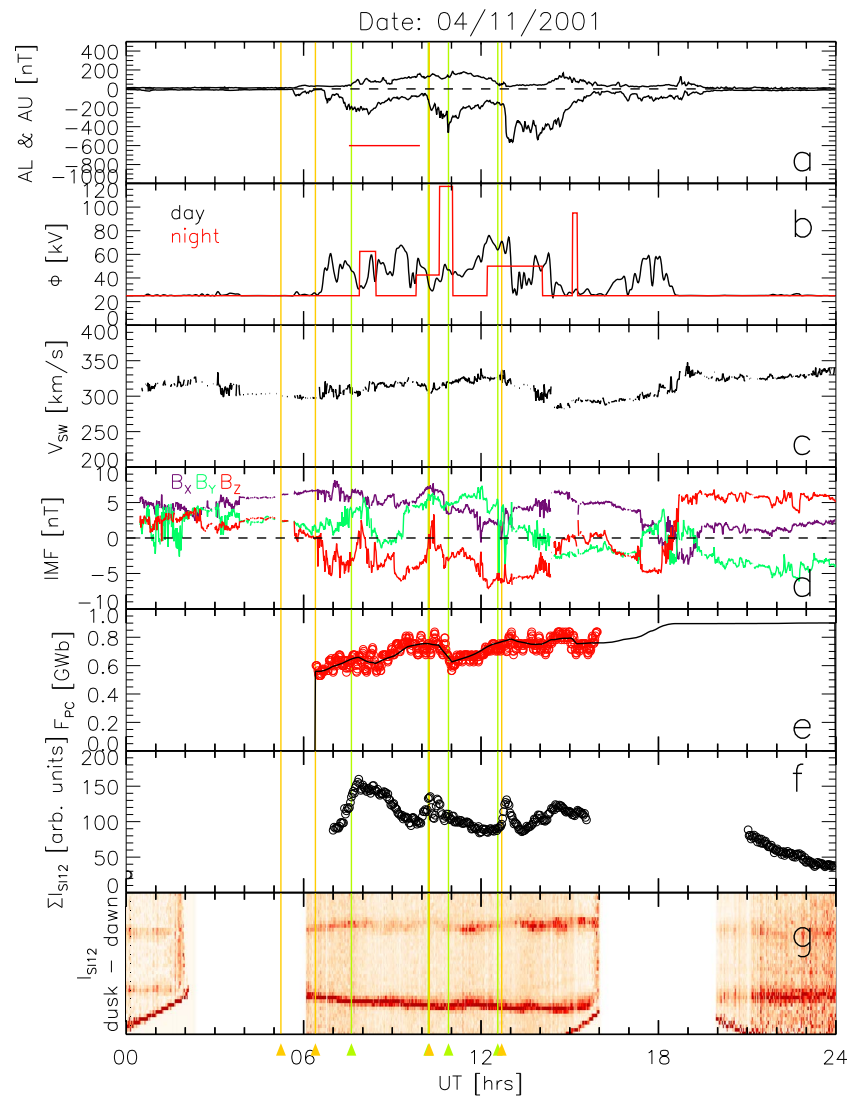 Date: 04/11/2001
AL & AU [nT]
400
200
0
−200
−400
−600
−800
−1000
a
Φ [kV]
120
100
80
60
40
20
0
day
night
b
V_SW [km/s]
400
350
300
250
200
c
IMF [nT]
10
5
0
−5
−10
B_X B_Y B_Z
d
F_PC [GWb]
1.0
0.8
0.6
0.4
0.2
0.0
e
ΣI_SI12 [arb. units]
200
150
100
50
0
f
I_SI12
dusk − dawn
g
00 06 12 18 24
UT [hrs]